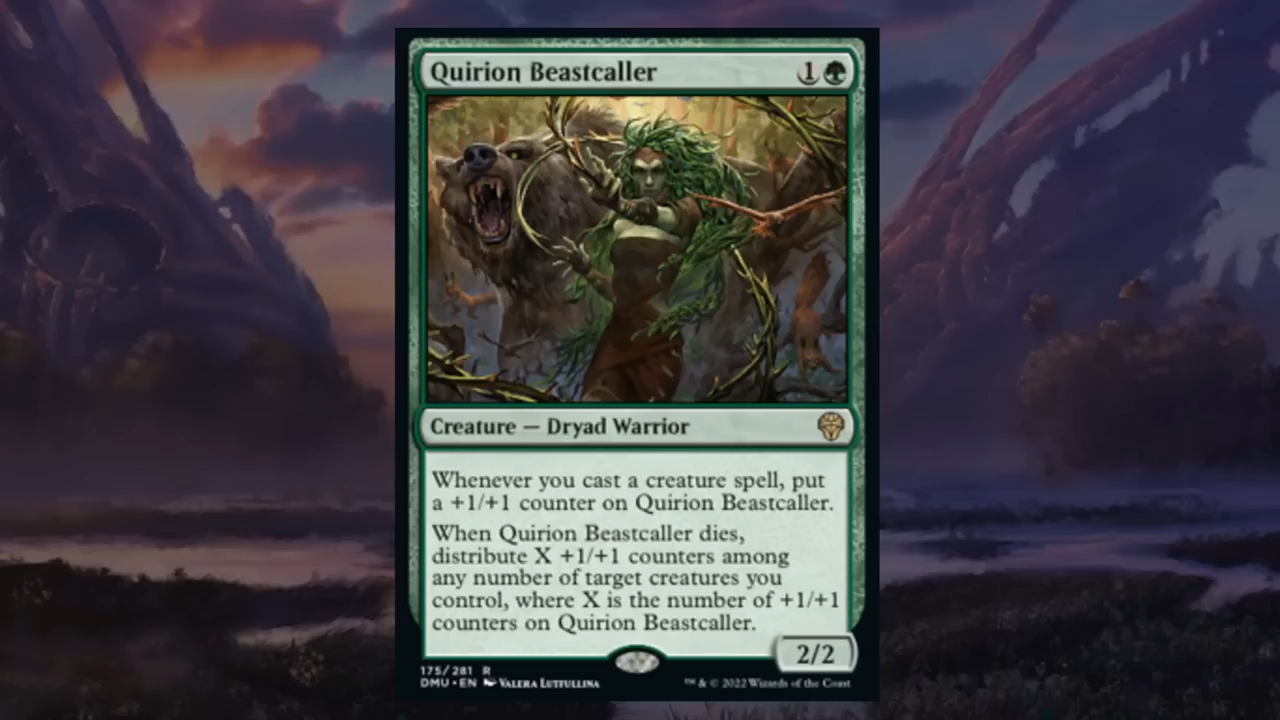 Quirion Beastcaller 1
Creature — Dryad Warrior
Whenever you cast a creature spell, put
a +1/+1 counter on Quirion Beastcaller.
When Quirion Beastcaller dies,
distribute X +1/+1 counters among
any number of target creatures you
control, where X is the number of +1/+1
counters on Quirion Beastcaller.
2/2
175/281 R
DMU • EN Valera Lutfullina
™ & © 2022 Wizards of the Coast